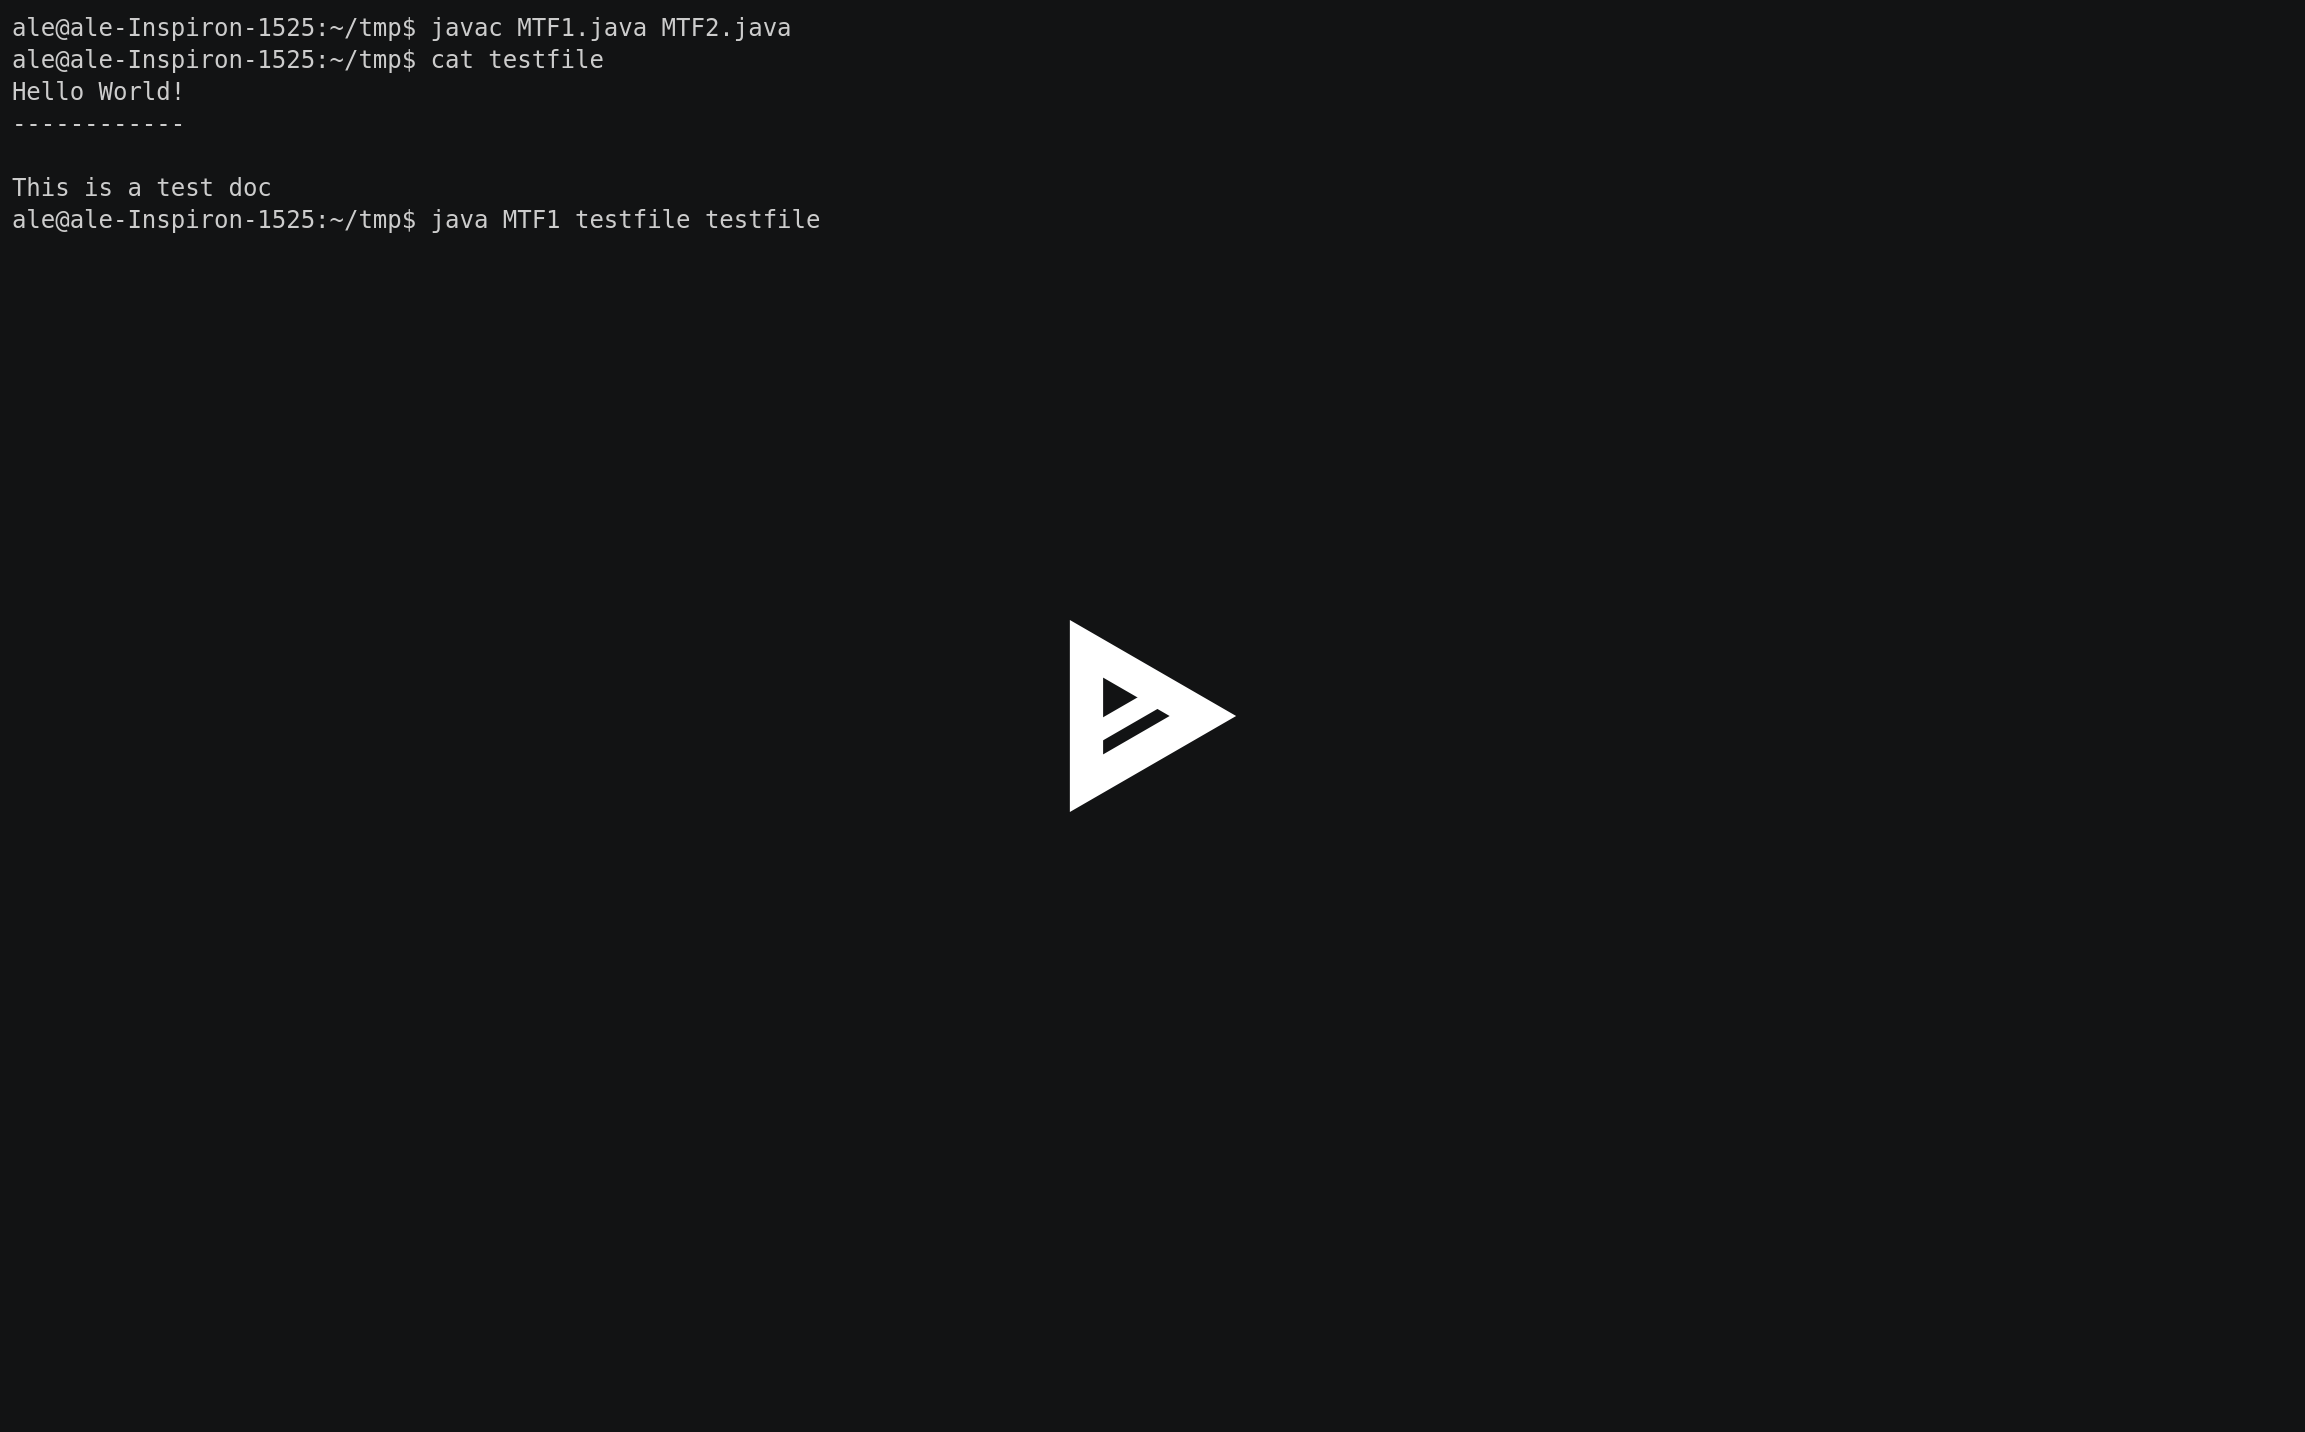 ale@ale-Inspiron-1525:~/tmp$ javac MTF1.java MTF2.java
ale@ale-Inspiron-1525:~/tmp$ cat testfile
Hello World!
------------
This is a test doc
ale@ale-Inspiron-1525:~/tmp$ java MTF1 testfile testfile